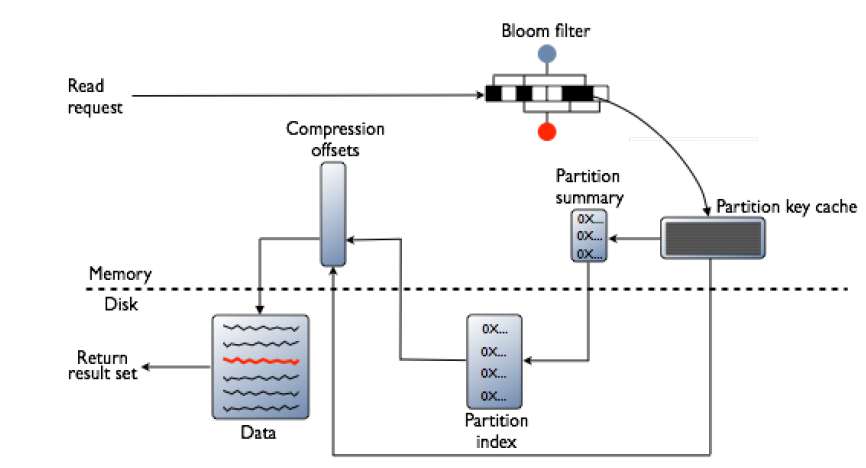 Bloom filter
Read
request
Compression
offsets
Partition
summary
0X...
0X...
0X...
Partition key cache
Memory
Disk
0X...
0X...
0X...
0X...
Return
result set
Data
Partition
index